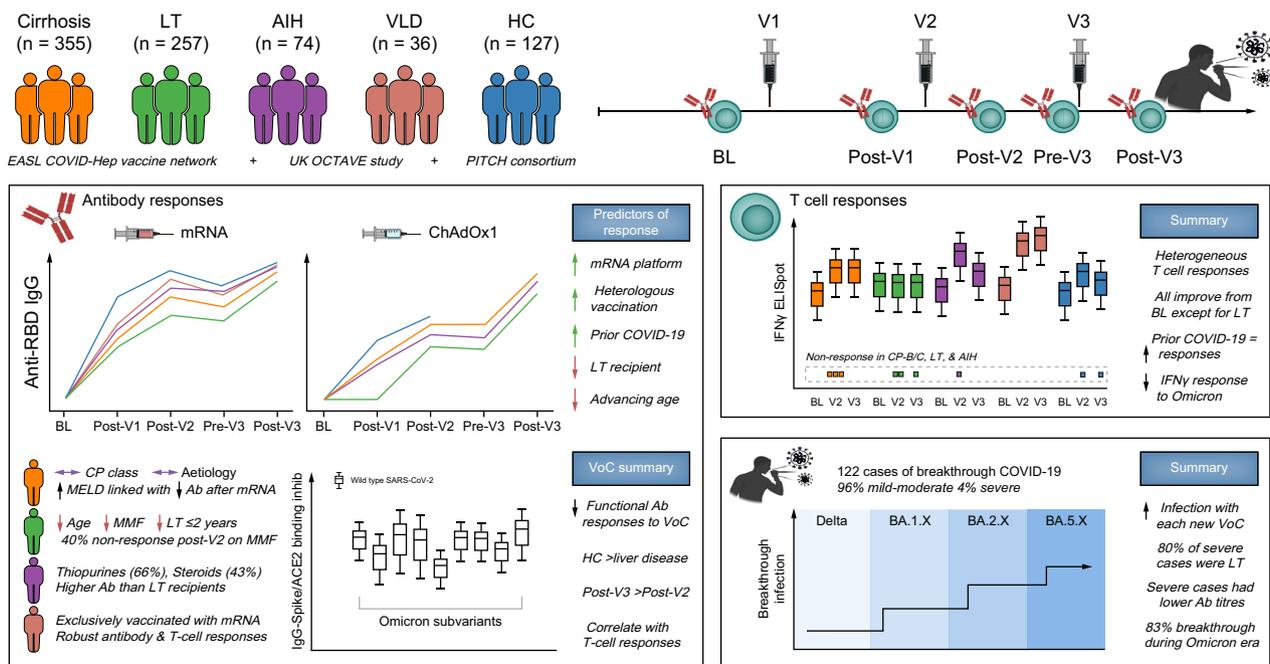 Cirrhosis
(n = 355)
LT
(n = 257)
AIH
(n = 74)
VLD
(n = 36)
HC
(n = 127)
EASL COVID-Hep vaccine network + UK OCTAVE study + PITCH consortium
V1
V2
V3
BL
Post-V1
Post-V2
Pre-V3
Post-V3
Antibody responses
mRNA
ChAdOx1
Anti-RBD IgG
BL
Post-V1
Post-V2
Pre-V3
Post-V3
BL
Post-V1
Post-V2
Pre-V3
Post-V3
Predictors of
response
mRNA platform
Heterologous
vaccination
Prior COVID-19
LT recipient
Advancing age
CP class Aetiology
MELD linked with Ab after mRNA
Age MMF LT ≤2 years
40% non-response post-V2 on MMF
Thiopurines (66%), Steroids (43%)
Higher Ab than LT recipients
Exclusively vaccinated with mRNA
Robust antibody & T-cell responses
IgG-Spike/ACE2 binding inhib
Wild type SARS-CoV-2
Omicron subvariants
VoC summary
Functional Ab
responses to VoC
HC >liver disease
Post-V3 >Post-V2
Correlate with
T-cell responses
T cell responses
IFNγ ELISpot
Non-response in CP-B/C, LT, & AIH
BL V2 V3 BL V2 V3 BL V2 V3 BL V2 V3 BL V2 V3
Summary
Heterogeneous
T cell responses
All improve from
BL except for LT
Prior COVID-19 =
responses
IFNγ response
to Omicron
122 cases of breakthrough COVID-19
96% mild-moderate 4% severe
Breakthrough
infection
Delta
BA.1.X
BA.2.X
BA.5.X
Summary
Infection with
each new VoC
80% of severe
cases were LT
Severe cases had
lower Ab titres
83% breakthrough
during Omicron era